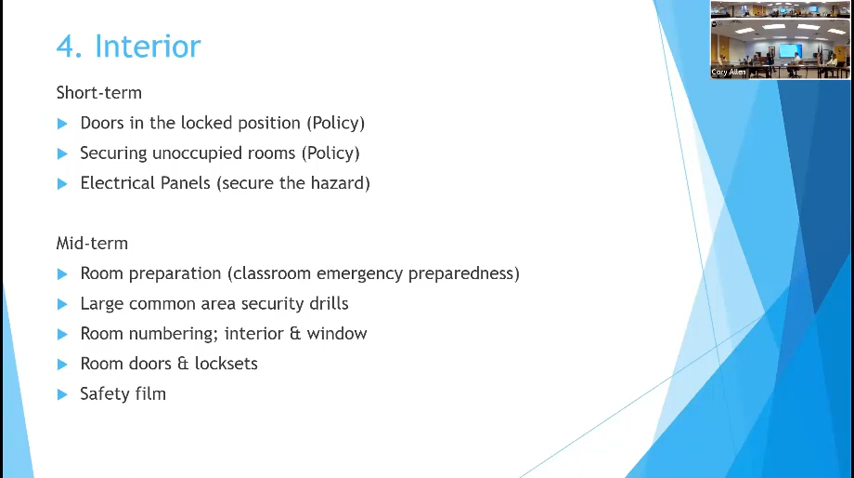 4. Interior
Short-term
Doors in the locked position (Policy)
Securing unoccupied rooms (Policy)
Electrical Panels (secure the hazard)
Mid-term
Room preparation (classroom emergency preparedness)
Large common area security drills
Room numbering; interior & window
Room doors & locksets
Safety film
Cory Allen